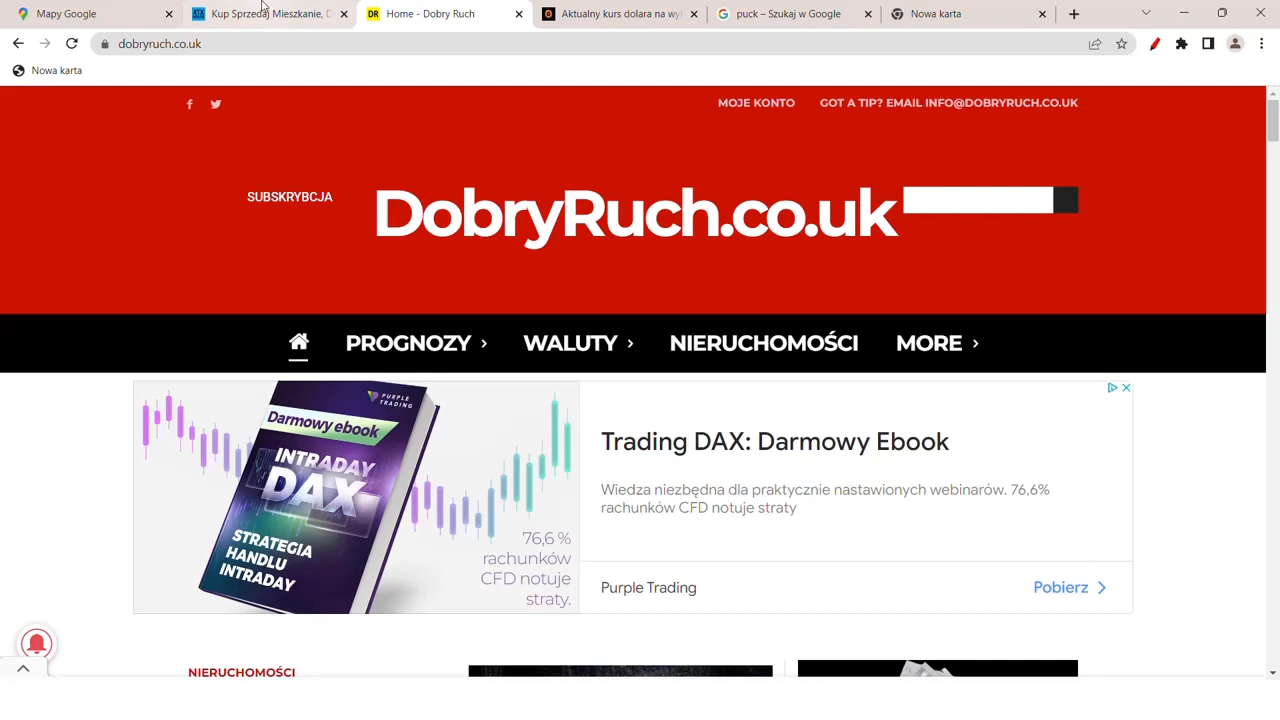 Mapy Google
Kup Sprzedaj Mieszkanie, D
DR Home - Dobry Ruch
Aktualny kurs dolara na wy
puck – Szukaj w Google
Nowa karta
dobryruch.co.uk
Nowa karta
MOJE KONTO
GOT A TIP? EMAIL INFO@DOBRYRUCH.CO.UK
SUBSKRYBCJA
DobryRuch.co.uk
PROGNOZY
WALUTY
NIERUCHOMOŚCI
MORE
PURPLE
TRADING
Darmowy ebook
INTRADAY
DAX
STRATEGIA
HANDLU
INTRADAY
76,6 %
rachunków
CFD notuje
straty.
Trading DAX: Darmowy Ebook
Wiedza niezbędna dla praktycznie nastawionych webinarów. 76,6%
rachunków CFD notuje straty
Purple Trading
Pobierz
NIERUCHOMOŚCI